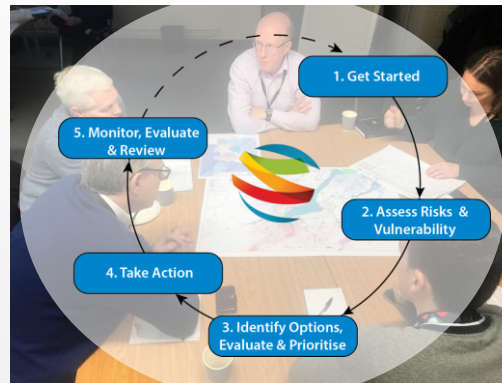 1. Get Started
2. Assess Risks &
Vulnerability
3. Identify Options,
Evaluate & Prioritise
4. Take Action
5. Monitor, Evaluate
& Review